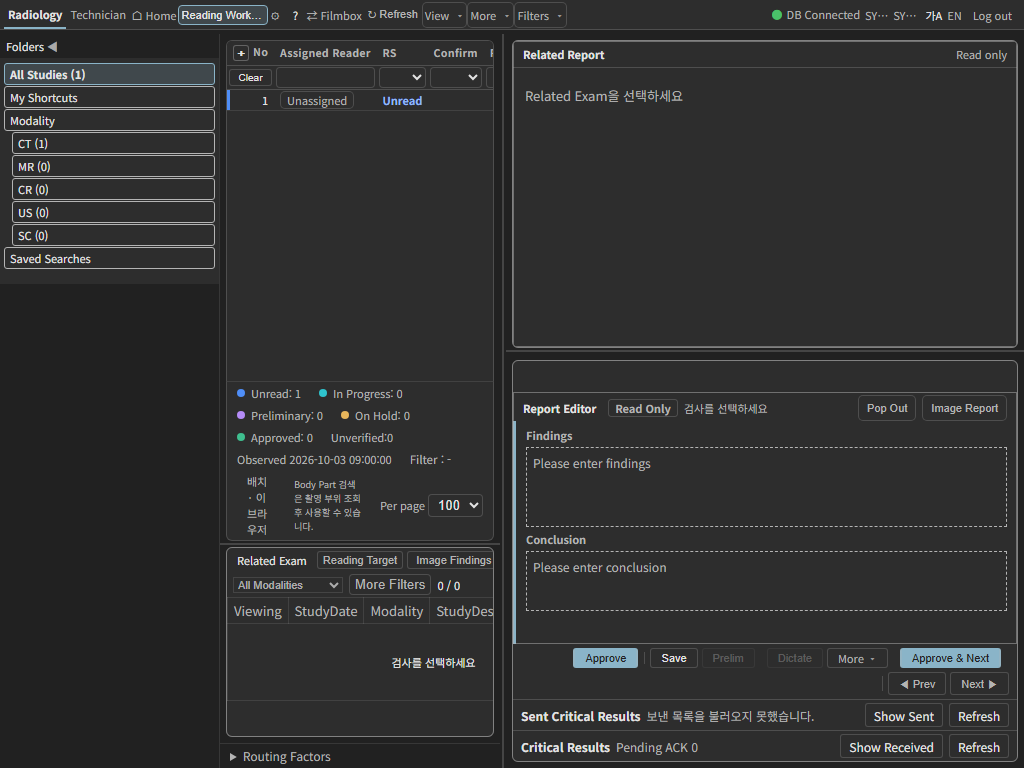 Radiology Technician Home Reading Work... ? Filmbox Refresh View More Filters DB Connected SY··· SY··· 가A EN Log out
Folders
All Studies (1)
My Shortcuts
Modality
CT (1)
MR (0)
CR (0)
US (0)
SC (0)
Saved Searches
+ No Assigned Reader RS Confirm
Clear
1 Unassigned Unread
Unread: 1 In Progress: 0
Preliminary: 0 On Hold: 0
Approved: 0 Unverified:0
Observed 2026-10-03 09:00:00 Filter : -
배치
· 이
브라
우저
Body Part 검색
은 촬영 부위 조회
후 사용할 수 있습
니다.
Per page 100
Related Exam Reading Target Image Findings
All Modalities More Filters 0 / 0
Viewing StudyDate Modality StudyDes
검사를 선택하세요
Routing Factors
Related Report Read only
Related Exam을 선택하세요
Report Editor Read Only 검사를 선택하세요 Pop Out Image Report
Findings
Please enter findings
Conclusion
Please enter conclusion
Approve Save Prelim Dictate More Approve & Next
Prev Next
Sent Critical Results 보낸 목록을 불러오지 못했습니다. Show Sent Refresh
Critical Results Pending ACK 0 Show Received Refresh